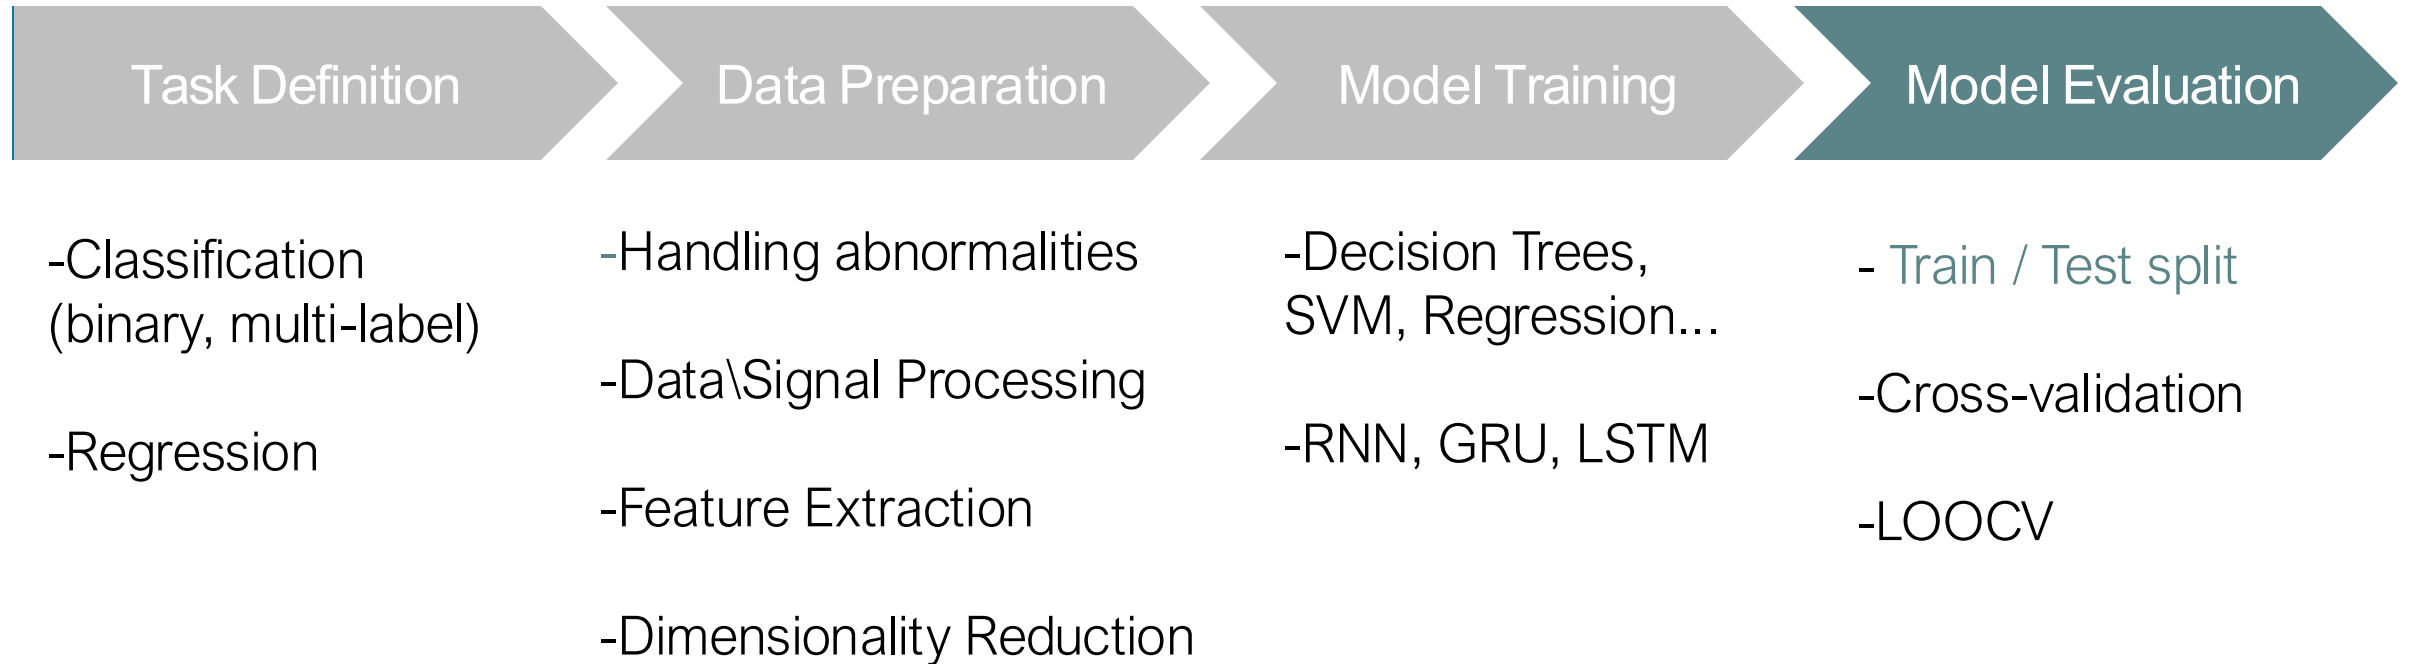 Task Definition
Data Preparation
Model Training
Model Evaluation
-Classification
(binary, multi-label)
-Regression
-Handling abnormalities
-Data\Signal Processing
-Feature Extraction
-Dimensionality Reduction
-Decision Trees,
SVM, Regression...
-RNN, GRU, LSTM
- Train / Test split
-Cross-validation
-LOOCV